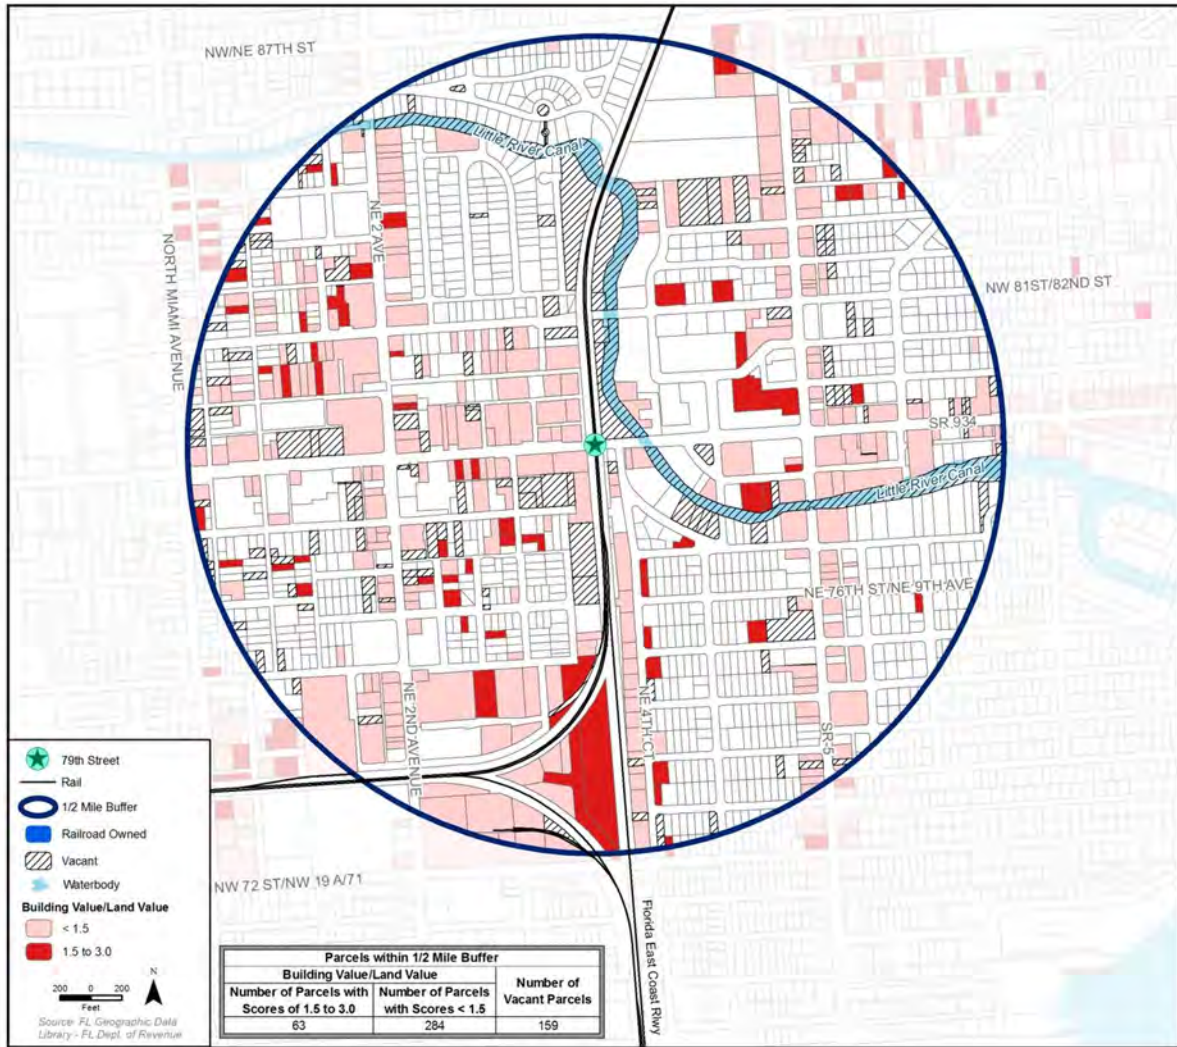 NW/NE 87TH ST
Little River Canal
NE 2 AVE
NORTH MIAMI AVENUE
NW 81ST/82ND ST
SR 934
Little River Canal
NE 76TH ST/NE 9TH AVE
NE 2ND AVENUE
NE 4TH CT
SR-5
79th Street
Rail
1/2 Mile Buffer
Railroad Owned
Vacant
Waterbody
Building Value/Land Value
< 1.5
1.5 to 3.0
N
200 0 200
Feet
Source: FL Geographic Data
Library - FL Dept. of Revenue
NW 72 ST/NW 19 A/71
Florida East Coast Rlwy
Parcels within 1/2 Mile Buffer
Building Value/Land Value
Number of Parcels with
Scores of 1.5 to 3.0
Number of Parcels
with Scores < 1.5
Number of
Vacant Parcels
63 284 159